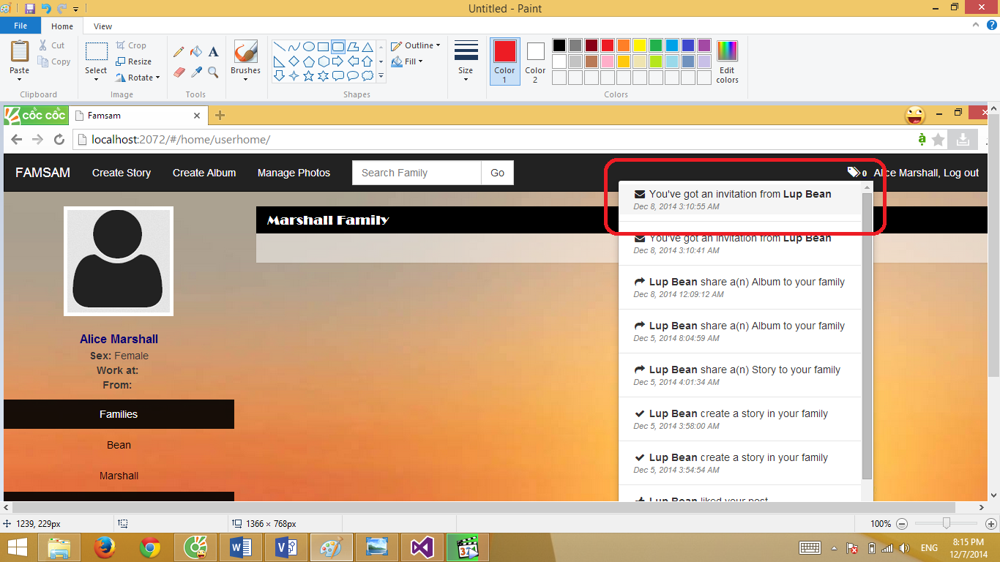 Untitled - Paint
File Home View
Paste
Cut
Copy
Clipboard
Select
Crop
Resize
Rotate
Image
A
Tools
Brushes
Shapes
Outline
Fill
Size
Color 1
Color 2
Edit colors
Colors
CỐC CỐC Famsam
localhost:2072/#/home/userhome/
FAMSAM Create Story Create Album Manage Photos Search Family Go 0 Alice Marshall, Log out
Marshall Family
Alice Marshall
Sex: Female
Work at:
From:
Families
Bean
Marshall
You've got an invitation from Lup Bean
Dec 8, 2014 3:10:55 AM
You've got an invitation from Lup Bean
Dec 8, 2014 3:10:41 AM
Lup Bean share a(n) Album to your family
Dec 8, 2014 12:09:12 AM
Lup Bean share a(n) Album to your family
Dec 5, 2014 8:04:59 AM
Lup Bean share a(n) Story to your family
Dec 5, 2014 4:01:34 AM
Lup Bean create a story in your family
Dec 5, 2014 3:58:00 AM
Lup Bean create a story in your family
Dec 5, 2014 3:54:54 AM
Lup Bean liked your post
1239, 229px 1366 × 768px 100%
ENG 8:15 PM
12/7/2014